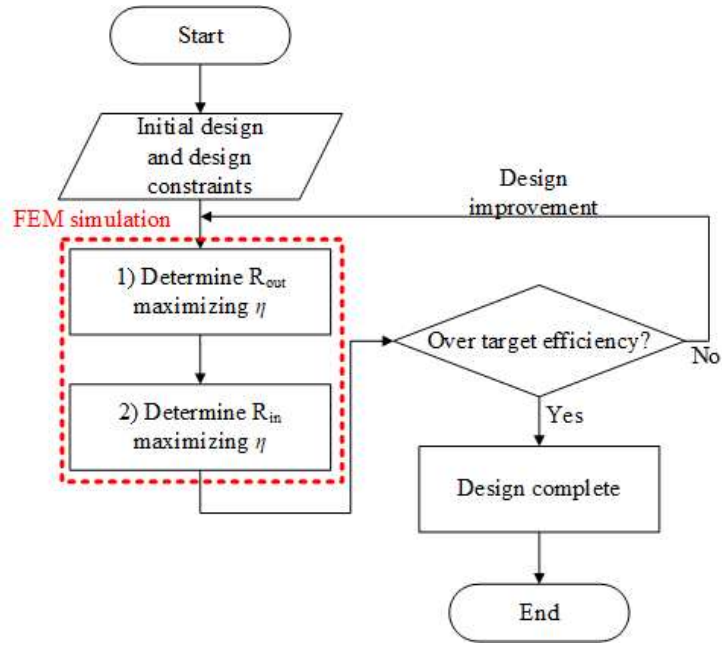 Start
Initial design
and design
constraints
FEM simulation
1) Determine Rout
maximizing η
2) Determine Rin
maximizing η
Design
improvement
Over target efficiency?
No
Yes
Design complete
End